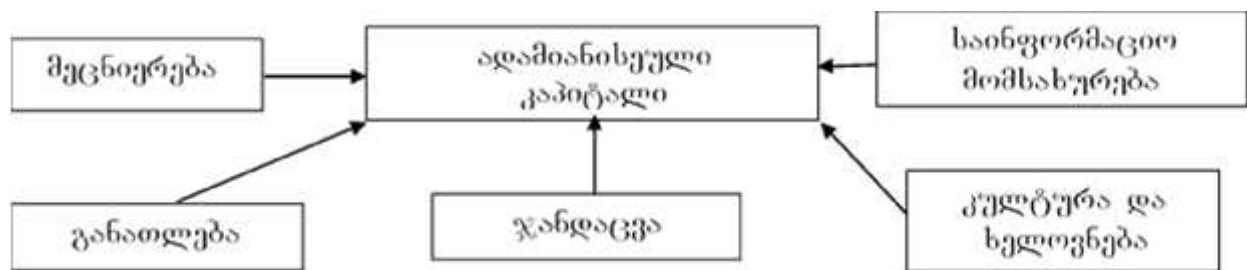 მეცნიერება
ადამიანისეული
კაპიტალი
საინფორმაციო
მომსახურება
განათლება
ჯანდაცვა
კულტურა და
ხელოვნება